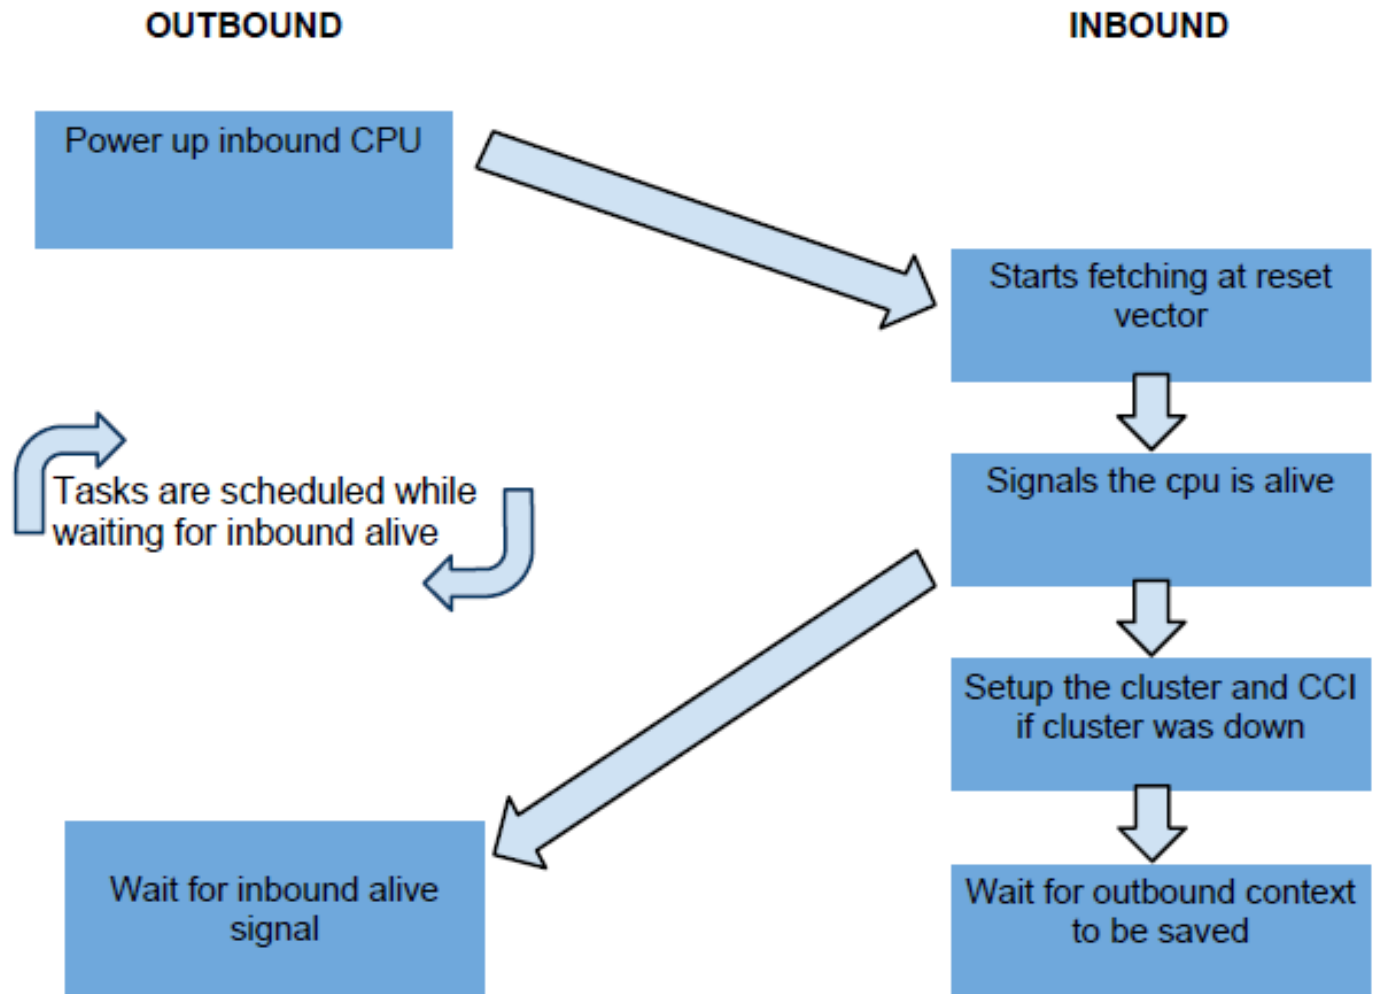 OUTBOUND
INBOUND
Power up inbound CPU
Starts fetching at reset
vector
Tasks are scheduled while
waiting for inbound alive
Signals the cpu is alive
Setup the cluster and CCI
if cluster was down
Wait for inbound alive
signal
Wait for outbound context
to be saved